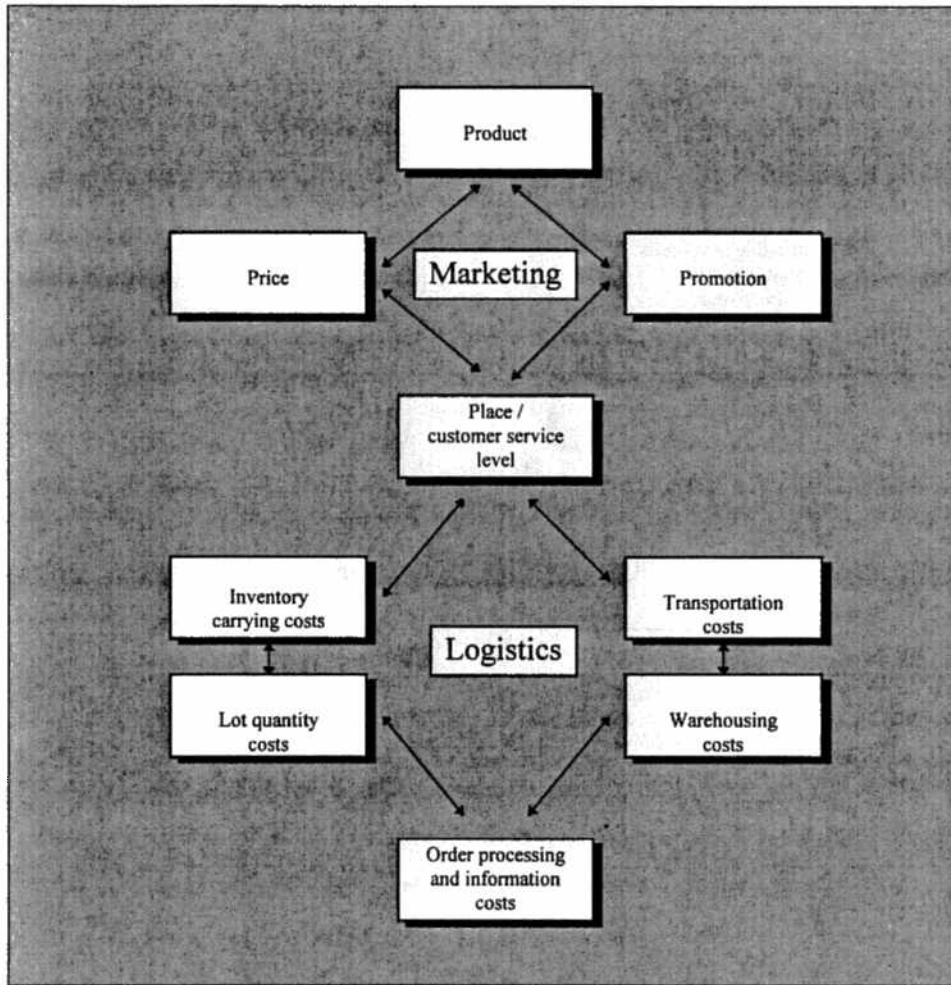 Product
Price
Marketing
Promotion
Place /
customer service
level
Inventory
carrying costs
Transportation
costs
Logistics
Lot quantity
costs
Warehousing
costs
Order processing
and information
costs